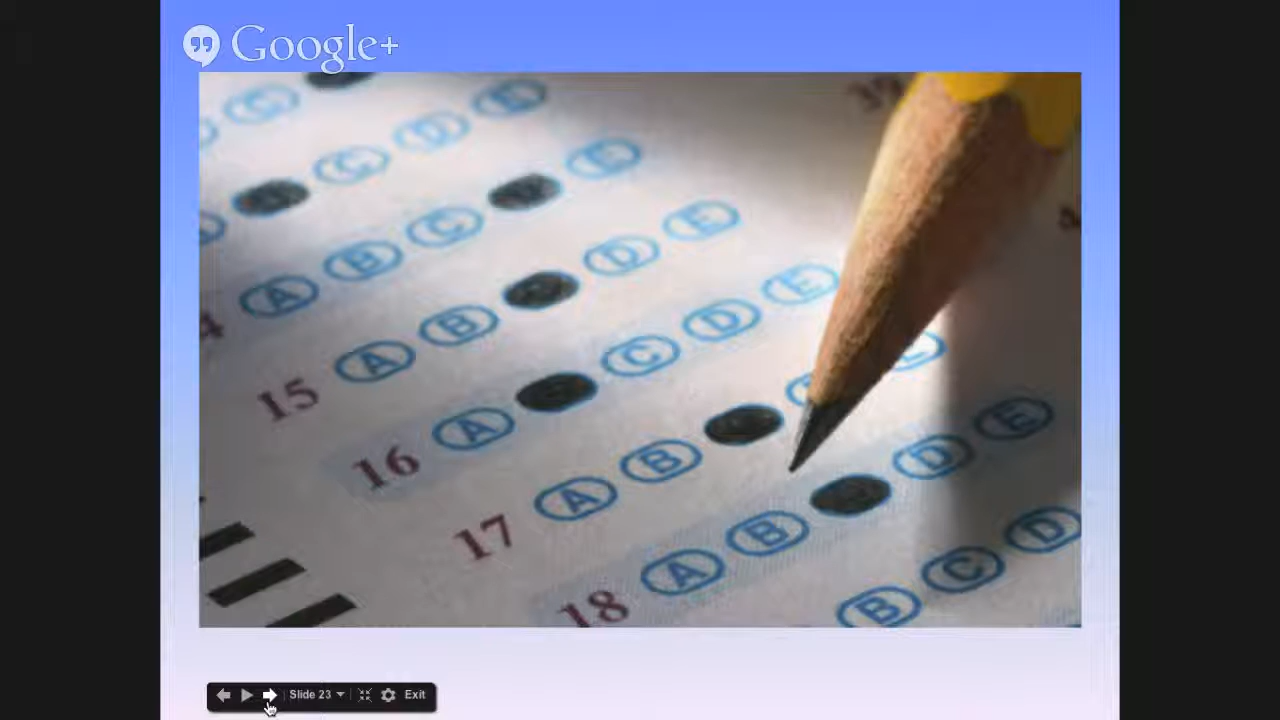 Google+
C
C D E
A B C E
15 A B D E
16 A C D E
17 A B
18 A B D E
B C D
Slide 23 Exit